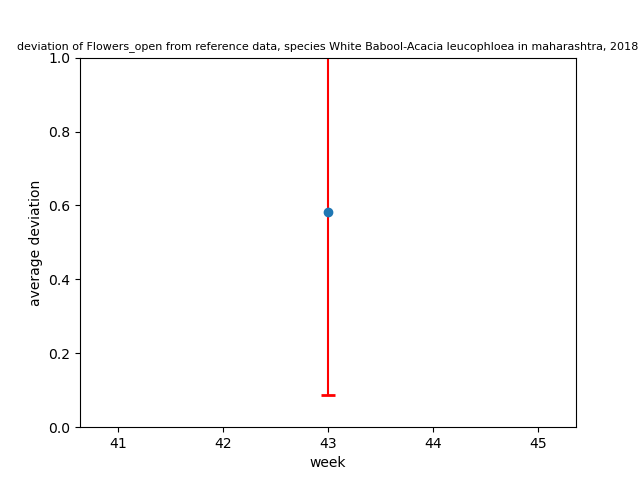 deviation of Flowers_open from reference data, species White Babool-Acacia leucophloea in maharashtra, 2018
1.0
0.8
0.6
0.4
0.2
0.0
average deviation
41 42 43 44 45
week